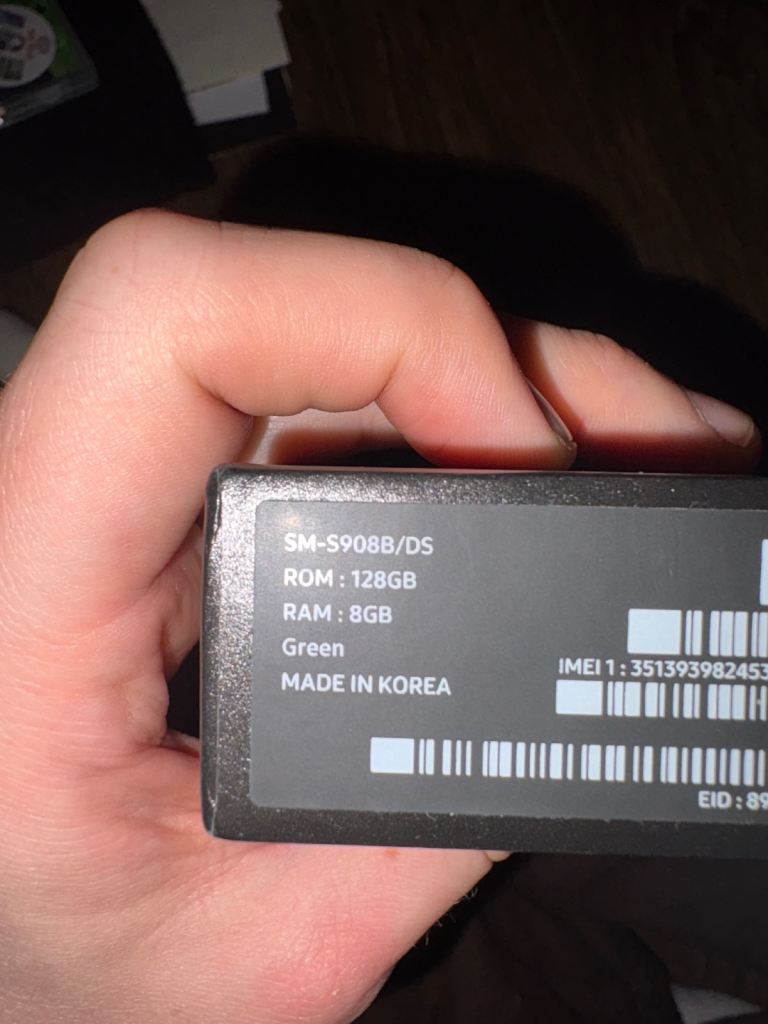 SM-S908B/DS
ROM : 128GB
RAM : 8GB
Green
MADE IN KOREA
IMEI 1 : 351393982453
EID : 89